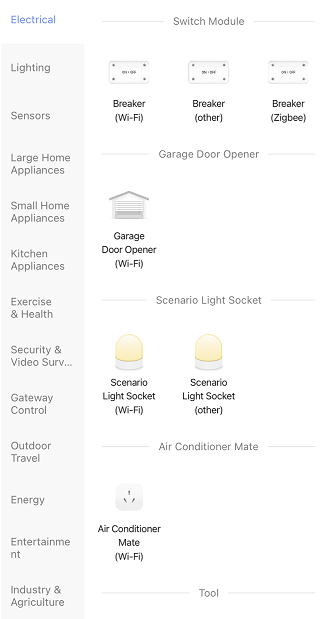 Electrical
Lighting
Sensors
Large Home
Appliances
Small Home
Appliances
Kitchen
Appliances
Exercise
& Health
Security &
Video Surv...
Gateway
Control
Outdoor
Travel
Energy
Entertainme
nt
Industry &
Agriculture
Switch Module
ON / OFF
ON / OFF
ON / OFF
Breaker
(Wi-Fi)
Breaker
(other)
Breaker
(Zigbee)
Garage Door Opener
Garage
Door Opener
(Wi-Fi)
Scenario Light Socket
Scenario
Light Socket
(Wi-Fi)
Scenario
Light Socket
(other)
Air Conditioner Mate
Air Conditioner
Mate
(Wi-Fi)
Tool